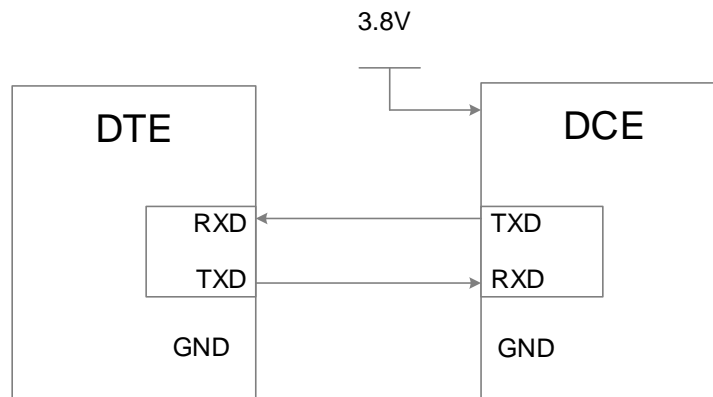 3.8V
DTE
DCE
RXD
TXD
TXD
RXD
GND
GND